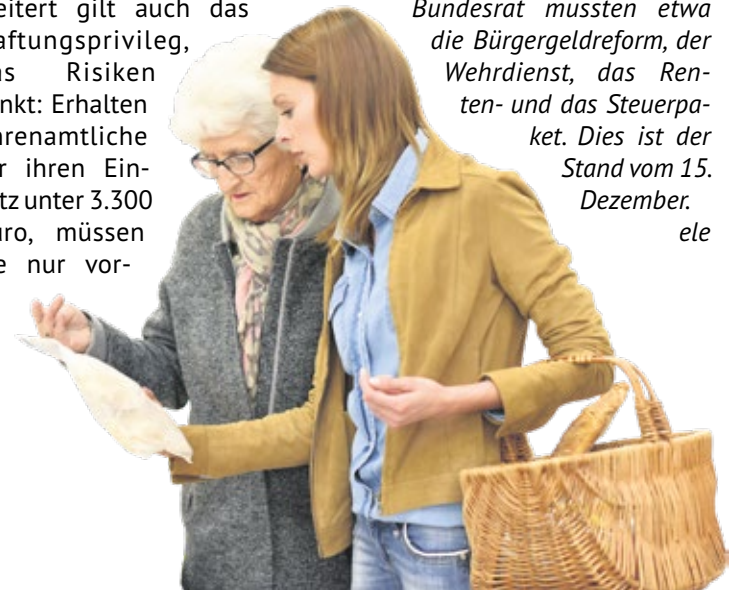 eitert gilt auch das
aftungsprivileg,
as Risiken
nkt: Erhalten
hrenamtliche
r ihren Ein-
tz unter 3.300
uro, müssen
e nur vor-
Bundesrat mussten etwa
die Bürgergeldreform, der
Wehrdienst, das Ren-
ten- und das Steuerpa-
ket. Dies ist der
Stand vom 15.
Dezember.
ele